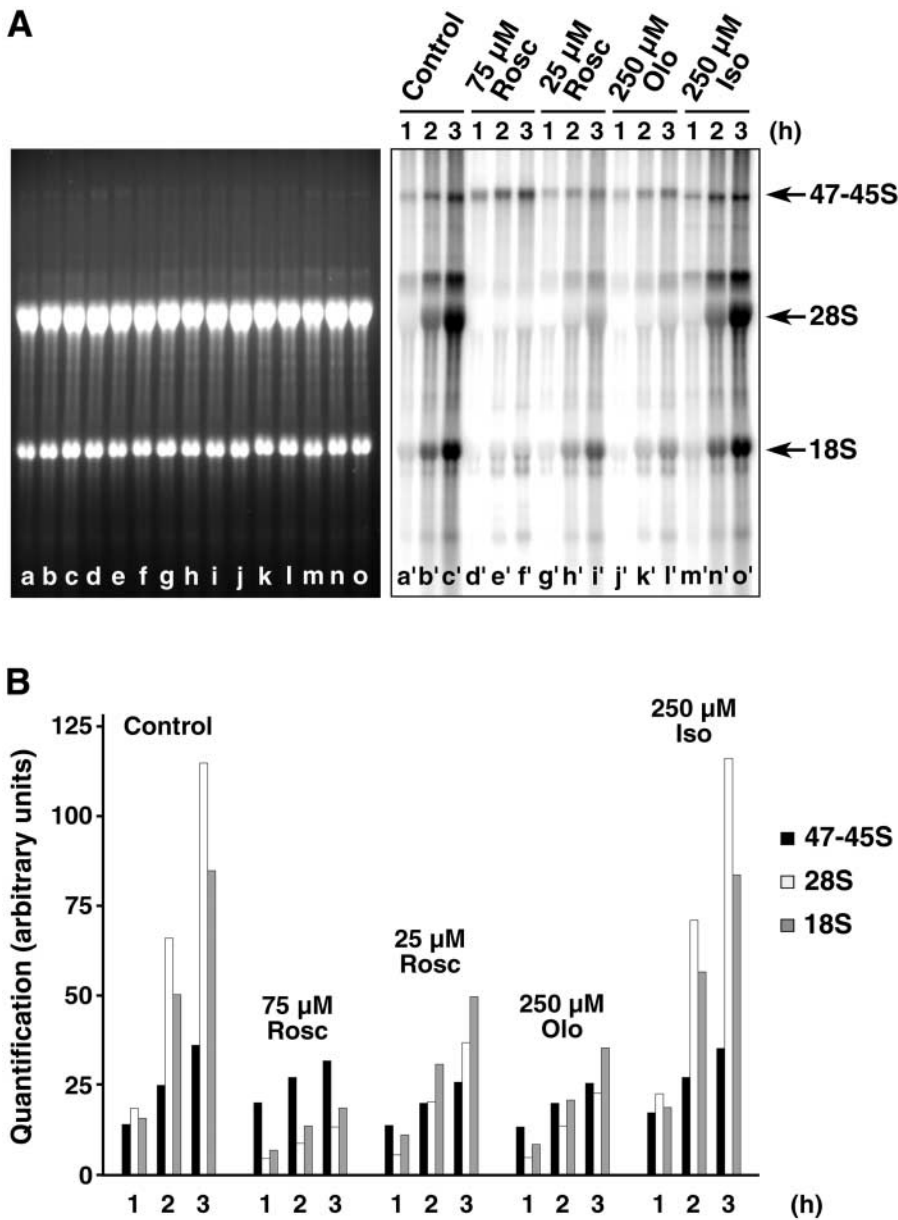 A
Control
75 µM
Rosc
25 µM
Rosc
250 µM
Olo
250 µM
Iso
1 2 3 1 2 3 1 2 3 1 2 3 1 2 3 (h)
47-45S
28S
18S
a b c d e f g h i j k l m n o
a' b' c' d' e' f' g' h' i' j' k' l' m' n' o'
B
Quantification (arbitrary units)
125
100
75
50
25
0
Control
75 µM
Rosc
25 µM
Rosc
250 µM
Olo
250 µM
Iso
47-45S
28S
18S
1 2 3 1 2 3 1 2 3 1 2 3 1 2 3 (h)